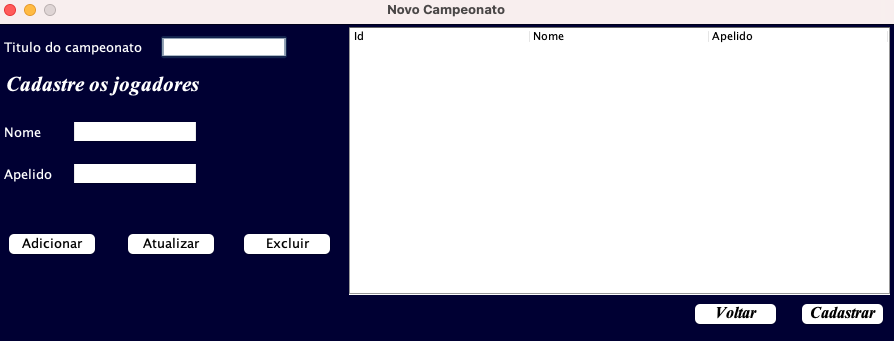 Novo Campeonato
Titulo do campeonato
Cadastre os jogadores
Nome
Apelido
Adicionar Atualizar Excluir
Id Nome Apelido
Voltar Cadastrar